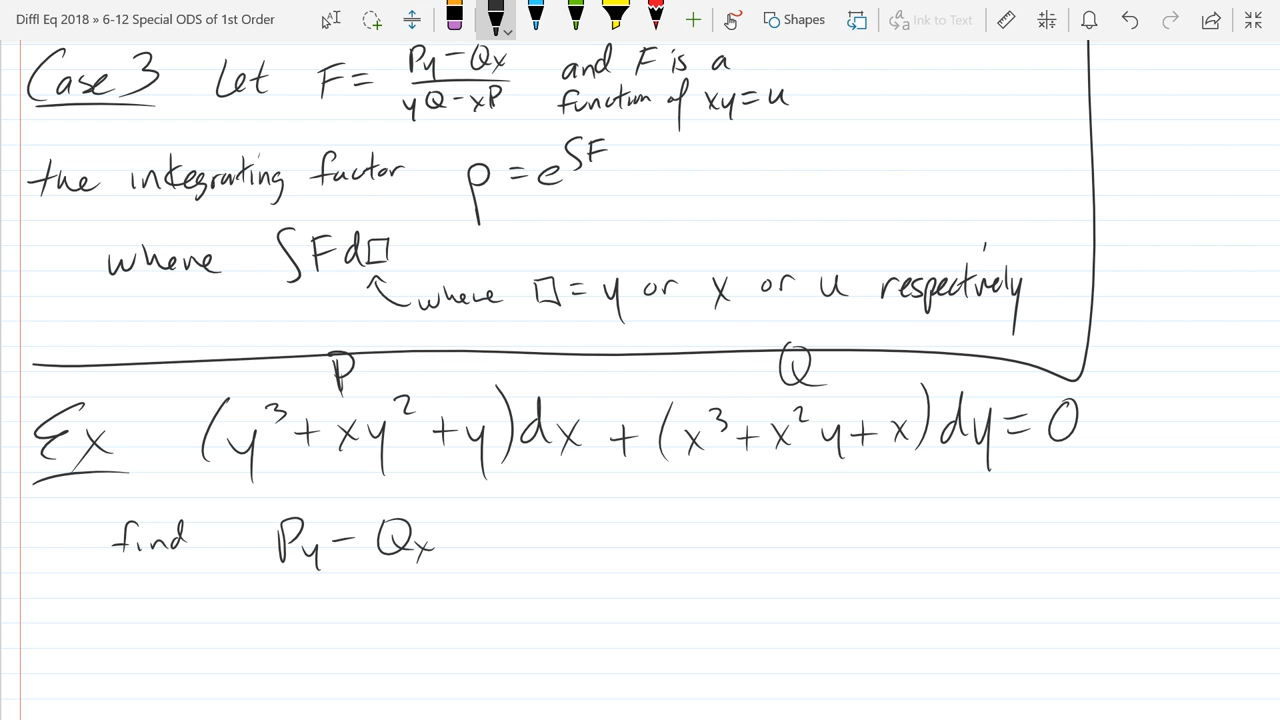 Diffl Eq 2018 » 6-12 Special ODS of 1st Order Shapes Ink to Text
Case 3 Let F = (Py - Qx)/(yQ - xP) and F is a
function of xy = u
the integrating factor ρ = e^∫F
where ∫F d□
where □ = y or x or u respectively
P Q
Ex (y³ + xy² + y)dx + (x³ + x²y + x)dy = 0
find Py - Qx